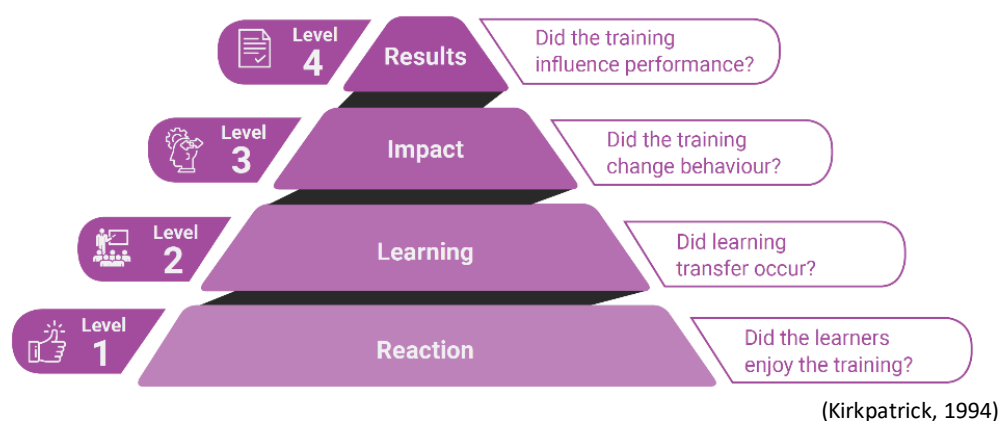 Level
4
Results
Did the training
influence performance?
Level
3
Impact
Did the training
change behaviour?
Level
2
Learning
Did learning
transfer occur?
Level
1
Reaction
Did the learners
enjoy the training?
(Kirkpatrick, 1994)